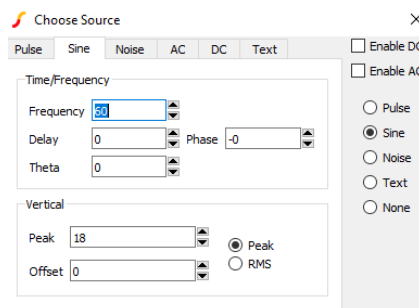 Choose Source
Pulse Sine Noise AC DC Text
Enable DC
Enable AC
Time/Frequency
Frequency 60
Delay 0 Phase -0
Theta 0
Pulse
Sine
Noise
Text
None
Vertical
Peak 18
Offset 0
Peak
RMS